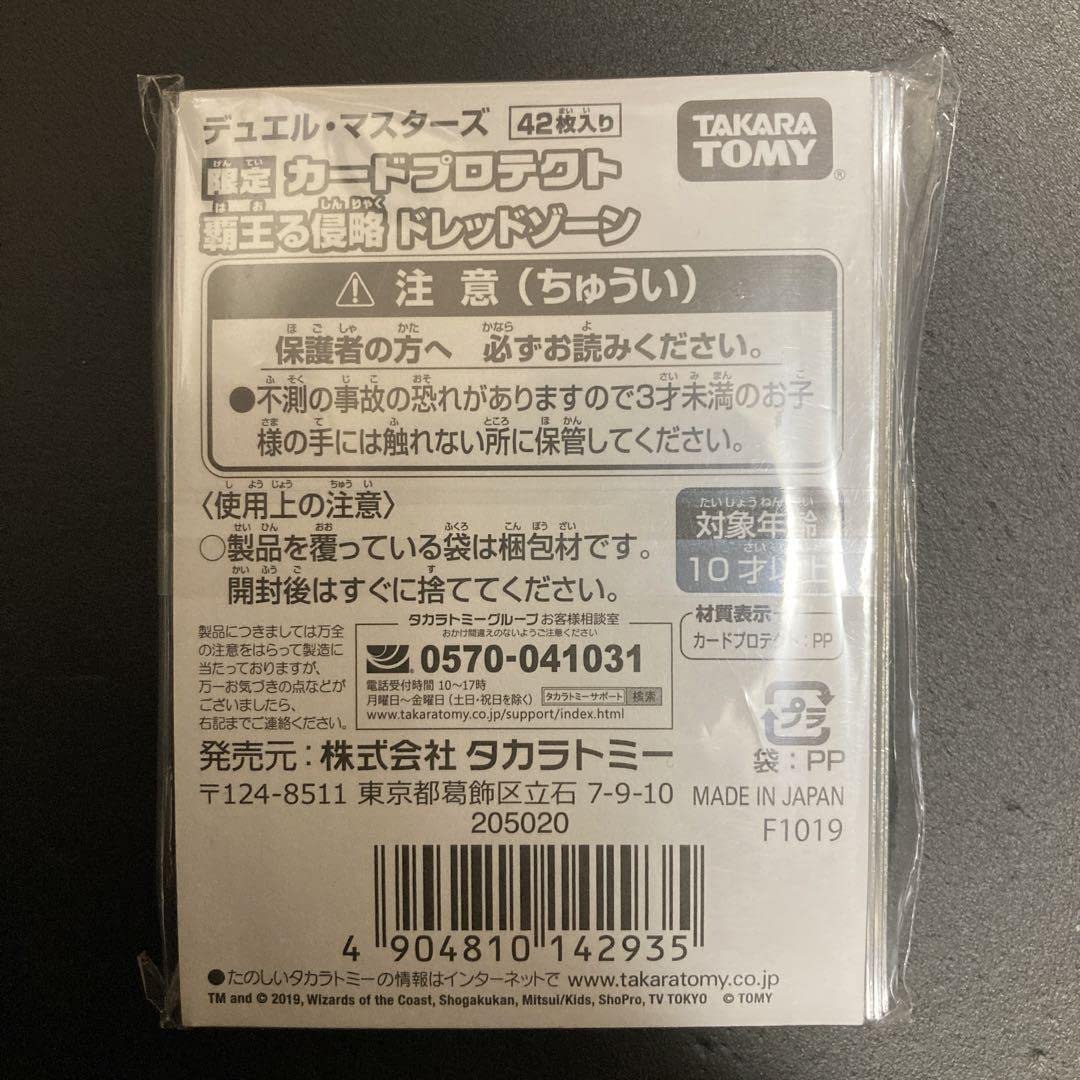 デュエル・マスターズ 42枚入り
TAKARA TOMY®
限定 カードプロテクト
覇王る侵略 ドレッドゾーン
⚠ 注 意(ちゅうい)
保護者の方へ 必ずお読みください。
●不測の事故の恐れがありますので3才未満のお子
様の手には触れない所に保管してください。
〈使用上の注意〉
○製品を覆っている袋は梱包材です。
開封後はすぐに捨ててください。
対象年齢
10才以上
製品につきましては万全
の注意をはらって製造に
当たっておりますが、
万一お気づきの点などが
ございましたら、
右記までご連絡ください。
タカラトミーグループ お客様相談室
おかけ間違えのないようご注意ください
0570-041031
電話受付時間 10〜17時
月曜日〜金曜日(土日・祝日を除く) タカラトミーサポート 検索
www.takaratomy.co.jp/support/index.html
材質表示
カードプロテクト:PP
プラ
袋:PP
発売元:株式会社 タカラトミー
〒124-8511 東京都葛飾区立石 7-9-10
MADE IN JAPAN
205020
F1019
4 904810 142935
●たのしいタカラトミーの情報はインターネットで www.takaratomy.co.jp
TM and © 2019, Wizards of the Coast, Shogakukan, Mitsui/Kids, ShoPro, TV TOKYO © TOMY